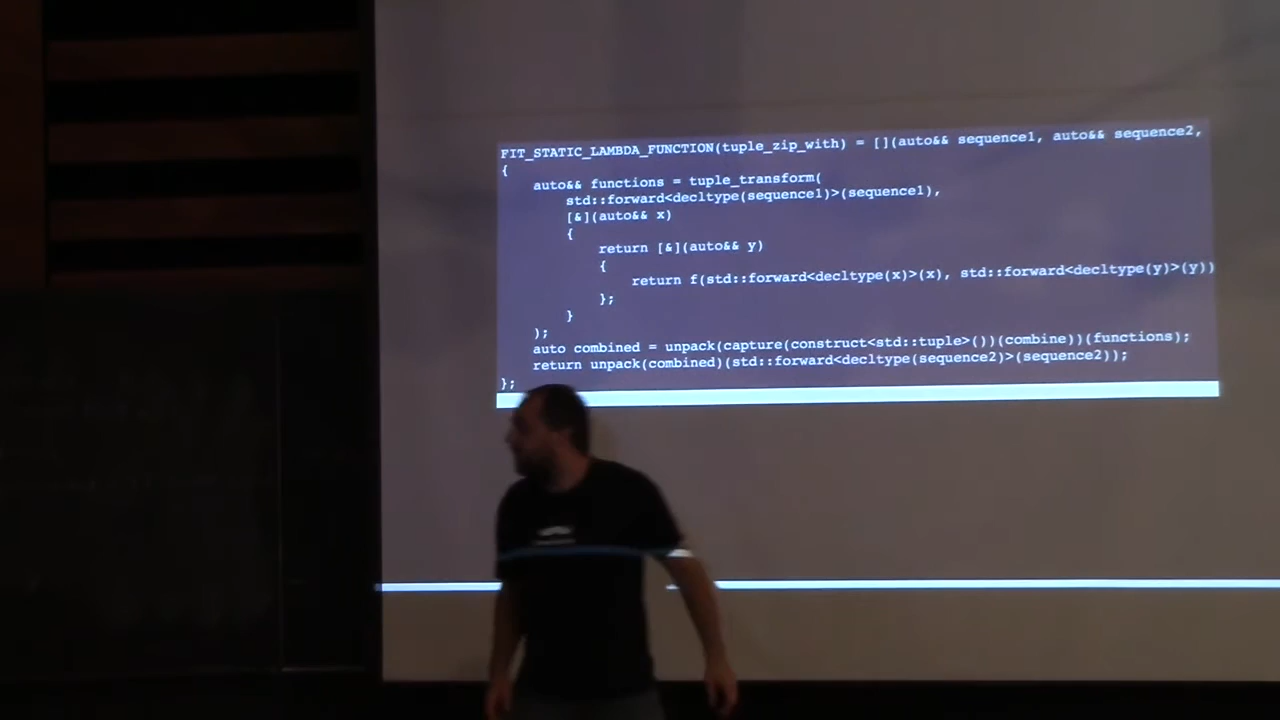 FIT_STATIC_LAMBDA_FUNCTION(tuple_zip_with) = [](auto&& sequence1, auto&& sequence2,
{
auto&& functions = tuple_transform(
std::forward<decltype(sequence1)>(sequence1),
[&](auto&& x)
{
return [&](auto&& y)
{
return f(std::forward<decltype(x)>(x), std::forward<decltype(y)>(y))
};
}
);
auto combined = unpack(capture(construct<std::tuple>())(combine))(functions);
return unpack(combined)(std::forward<decltype(sequence2)>(sequence2));
};